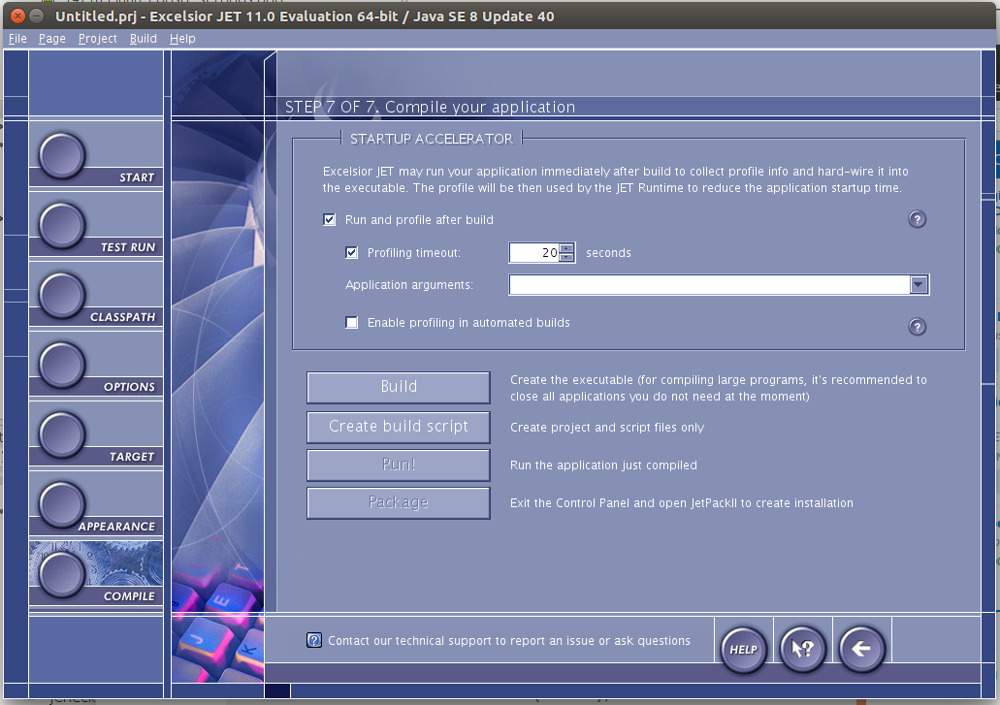 Untitled.prj - Excelsior JET 11.0 Evaluation 64-bit / Java SE 8 Update 40
File Page Project Build Help
STEP 7 OF 7. Compile your application
START
TEST RUN
CLASSPATH
OPTIONS
TARGET
APPEARANCE
COMPILE
STARTUP ACCELERATOR
Excelsior JET may run your application immediately after build to collect profile info and hard-wire it into
the executable. The profile will be then used by the JET Runtime to reduce the application startup time.
Run and profile after build
?
Profiling timeout: 20 seconds
Application arguments:
Enable profiling in automated builds
?
Build
Create the executable (for compiling large programs, it's recommended to
close all applications you do not need at the moment)
Create build script
Create project and script files only
Run!
Run the application just compiled
Package
Exit the Control Panel and open JetPackII to create installation
? Contact our technical support to report an issue or ask questions
HELP
?